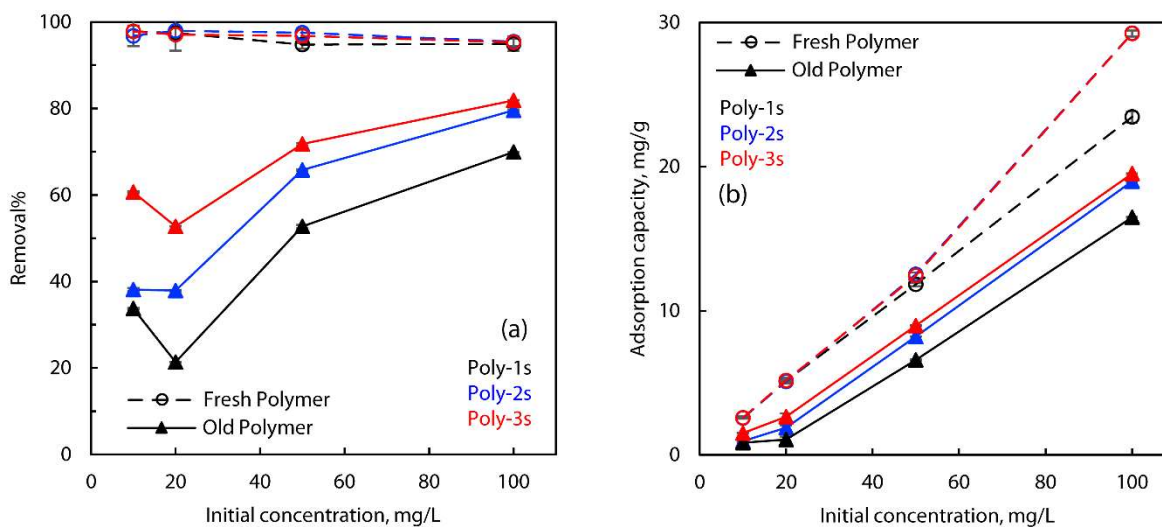 100
80
60
40
20
0
Removal%
(a)
Poly-1s
Poly-2s
Poly-3s
Fresh Polymer
Old Polymer
0 20 40 60 80 100
Initial concentration, mg/L
30
20
10
0
Adsorption capacity, mg/g
Fresh Polymer
Old Polymer
Poly-1s
Poly-2s
Poly-3s
(b)
0 20 40 60 80 100
Initial concentration, mg/L